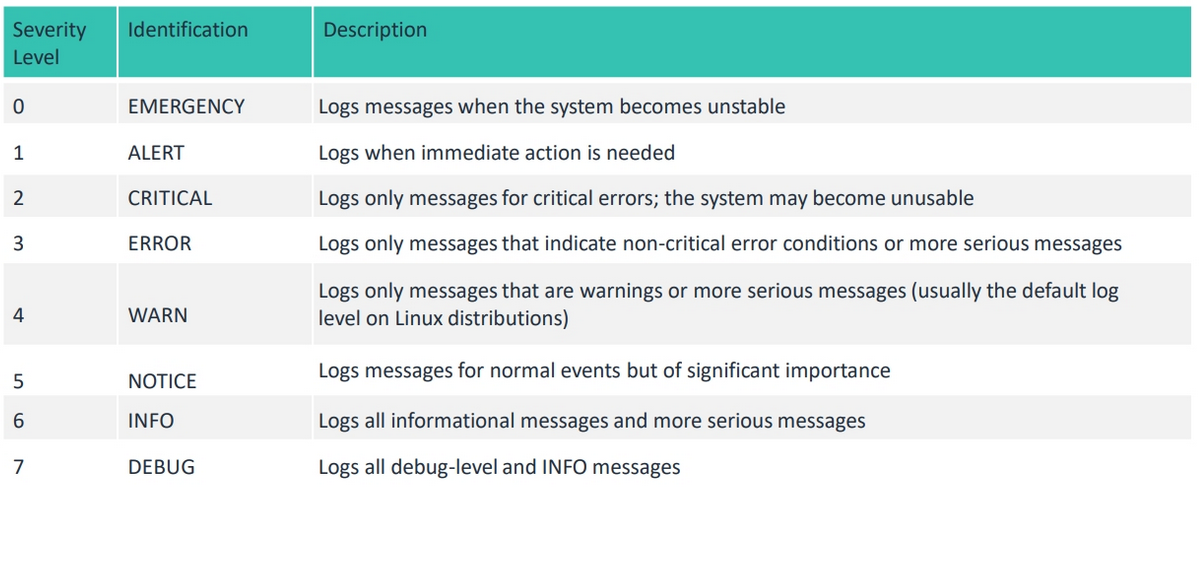 Severity Level Identification Description
0 EMERGENCY Logs messages when the system becomes unstable
1 ALERT Logs when immediate action is needed
2 CRITICAL Logs only messages for critical errors; the system may become unusable
3 ERROR Logs only messages that indicate non-critical error conditions or more serious messages
4 WARN Logs only messages that are warnings or more serious messages (usually the default log
level on Linux distributions)
5 NOTICE Logs messages for normal events but of significant importance
6 INFO Logs all informational messages and more serious messages
7 DEBUG Logs all debug-level and INFO messages